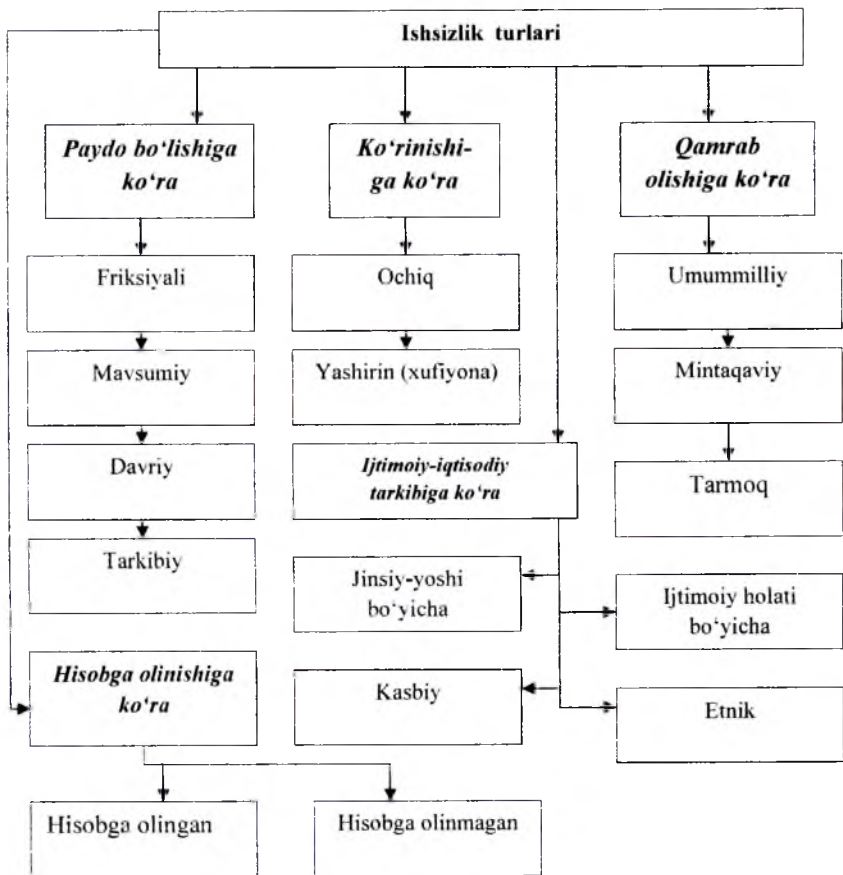 Ishsizlik turlari
Paydo bo‘lishiga
ko‘ra
Ko‘rinishi-
ga ko‘ra
Qamrab
olishiga ko‘ra
Friksiyali
Ochiq
Umummilliy
Mavsumiy
Yashirin (xufiyona)
Mintaqaviy
Davriy
Ijtimoiy-iqtisodiy
tarkibiga ko‘ra
Tarmoq
Tarkibiy
Jinsiy-yoshi
bo‘yicha
Ijtimoiy holati
bo‘yicha
Hisobga olinishiga
ko‘ra
Kasbiy
Etnik
Hisobga olingan
Hisobga olinmagan